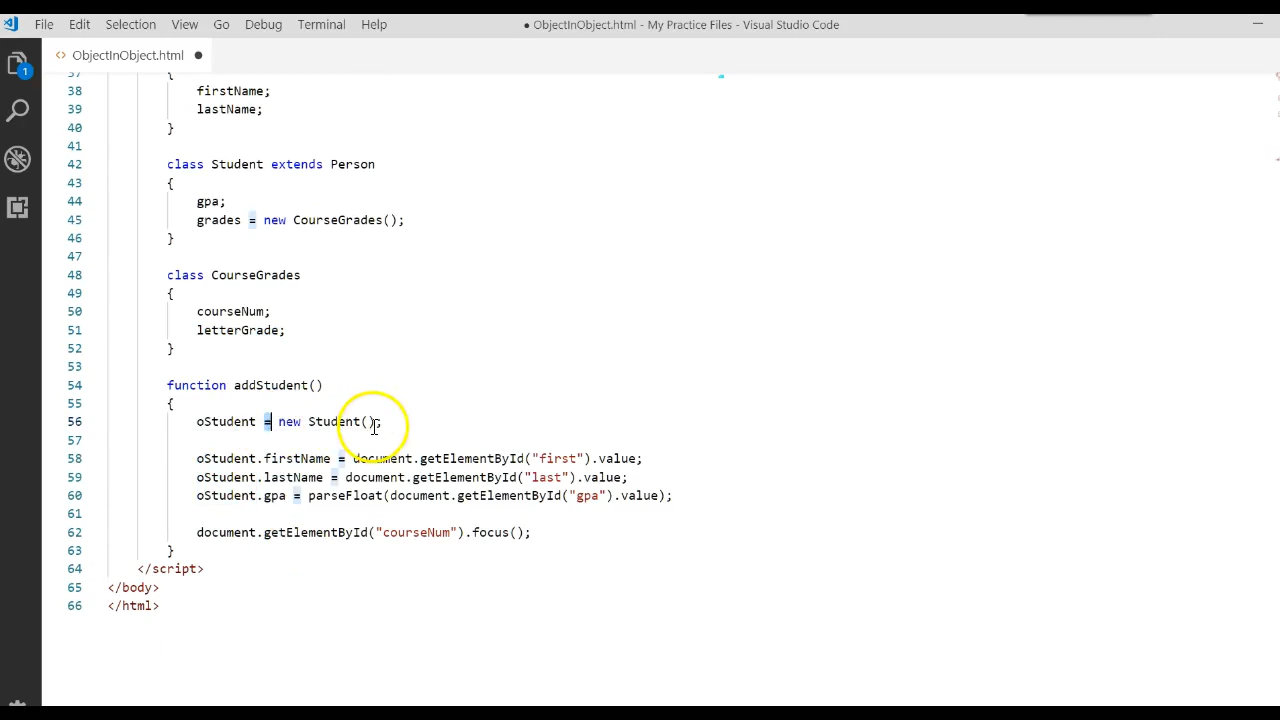 File Edit Selection View Go Debug Terminal Help ● ObjectInObject.html - My Practice Files - Visual Studio Code
<> ObjectInObject.html ●
1
37 {
38 firstName;
39 lastName;
40 }
41
42 class Student extends Person
43 {
44 gpa;
45 grades = new CourseGrades();
46 }
47
48 class CourseGrades
49 {
50 courseNum;
51 letterGrade;
52 }
53
54 function addStudent()
55 {
56 oStudent = new Student();
57
58 oStudent.firstName = document.getElementById("first").value;
59 oStudent.lastName = document.getElementById("last").value;
60 oStudent.gpa = parseFloat(document.getElementById("gpa").value);
61
62 document.getElementById("courseNum").focus();
63 }
64 </script>
65 </body>
66 </html>